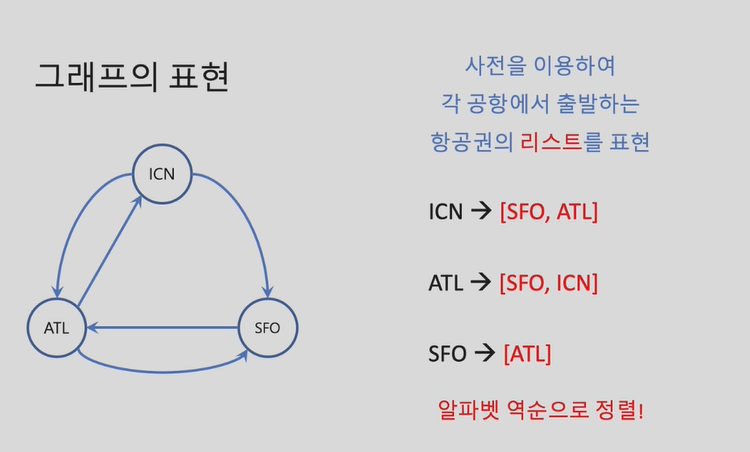 그래프의 표현
ICN
ATL
SFO
사전을 이용하여
각 공항에서 출발하는
항공권의 리스트를 표현
ICN → [SFO, ATL]
ATL → [SFO, ICN]
SFO → [ATL]
알파벳 역순으로 정렬!